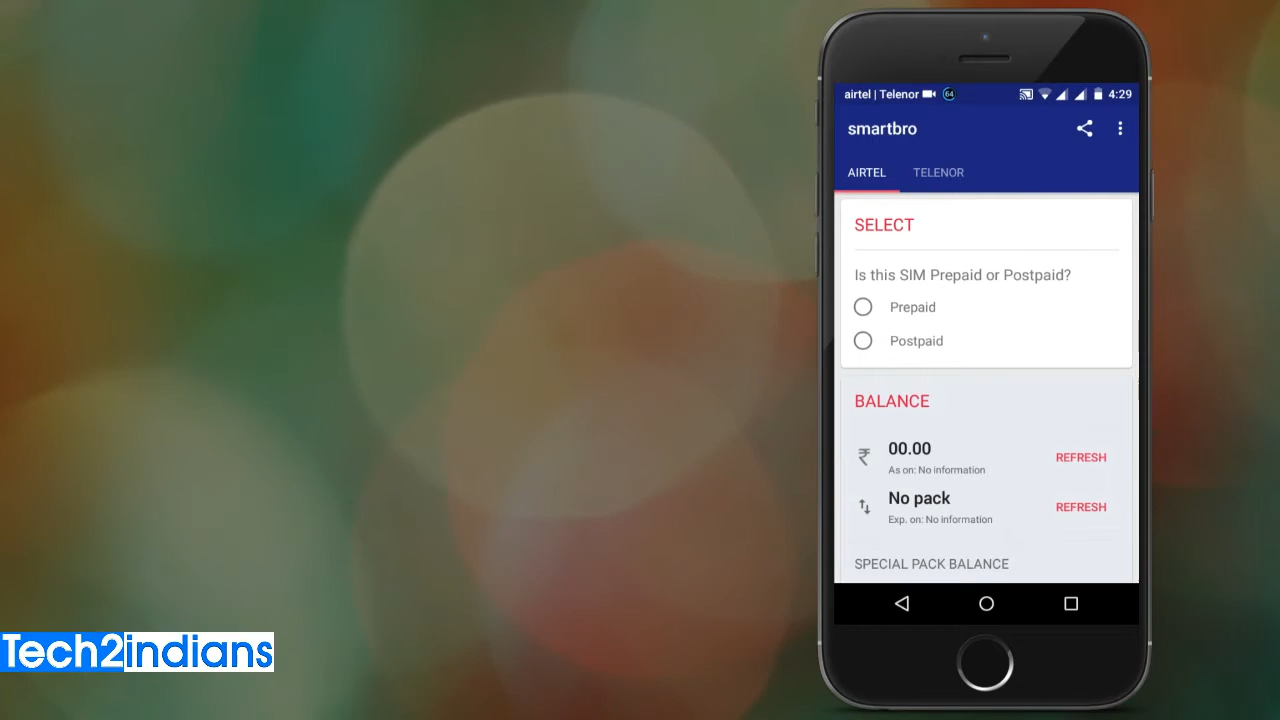 airtel | Telenor 64 4:29
smartbro
AIRTEL TELENOR
SELECT
Is this SIM Prepaid or Postpaid?
Prepaid
Postpaid
BALANCE
₹ 00.00 REFRESH
As on: No information
No pack REFRESH
Exp. on: No information
SPECIAL PACK BALANCE
Tech2indians